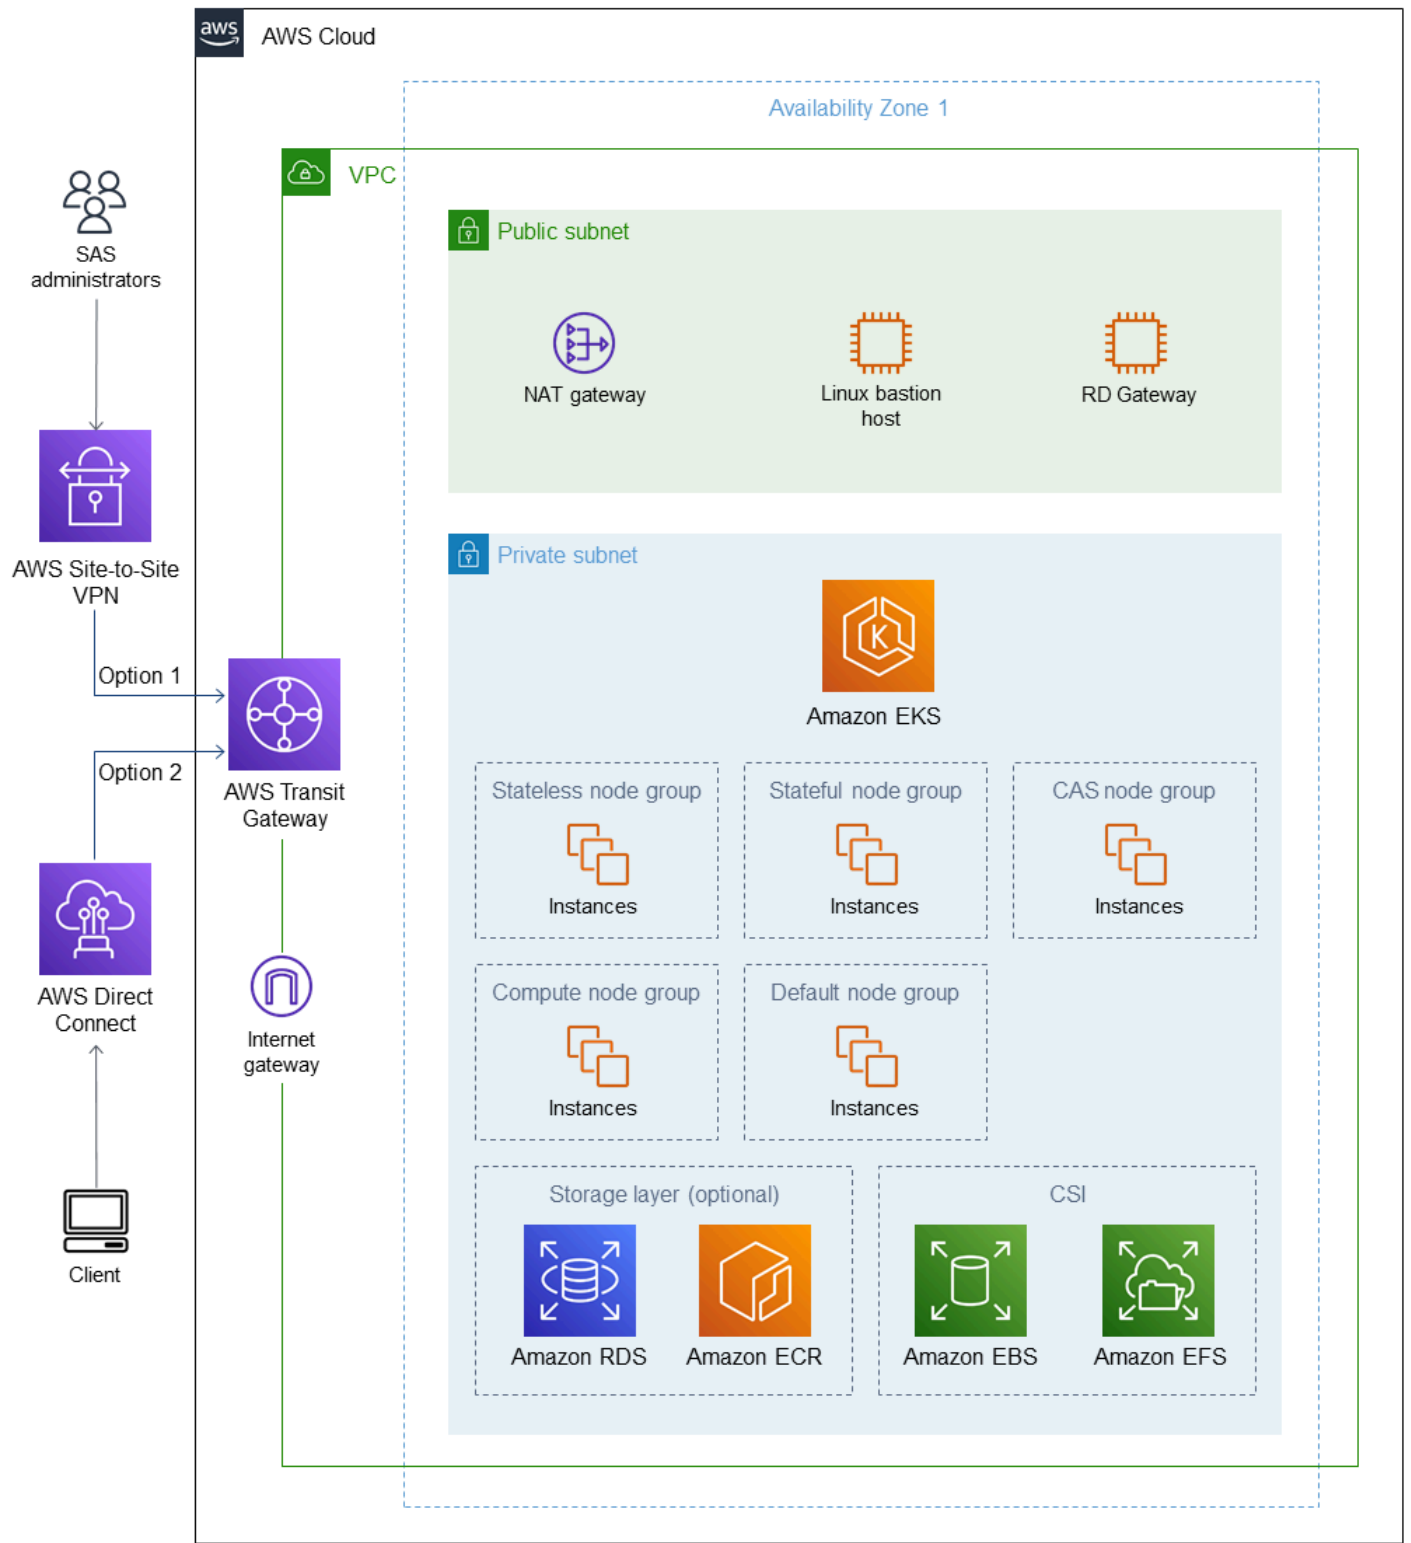 aws
AWS Cloud
Availability Zone 1
VPC
Public subnet
SAS
administrators
NAT gateway
Linux bastion
host
RD Gateway
Private subnet
AWS Site-to-Site
VPN
K
Amazon EKS
Option 1
Option 2
AWS Transit
Gateway
Stateless node group
Instances
Stateful node group
Instances
CAS node group
Instances
AWS Direct
Connect
Internet
gateway
Compute node group
Instances
Default node group
Instances
Client
Storage layer (optional)
Amazon RDS
Amazon ECR
CSI
Amazon EBS
Amazon EFS